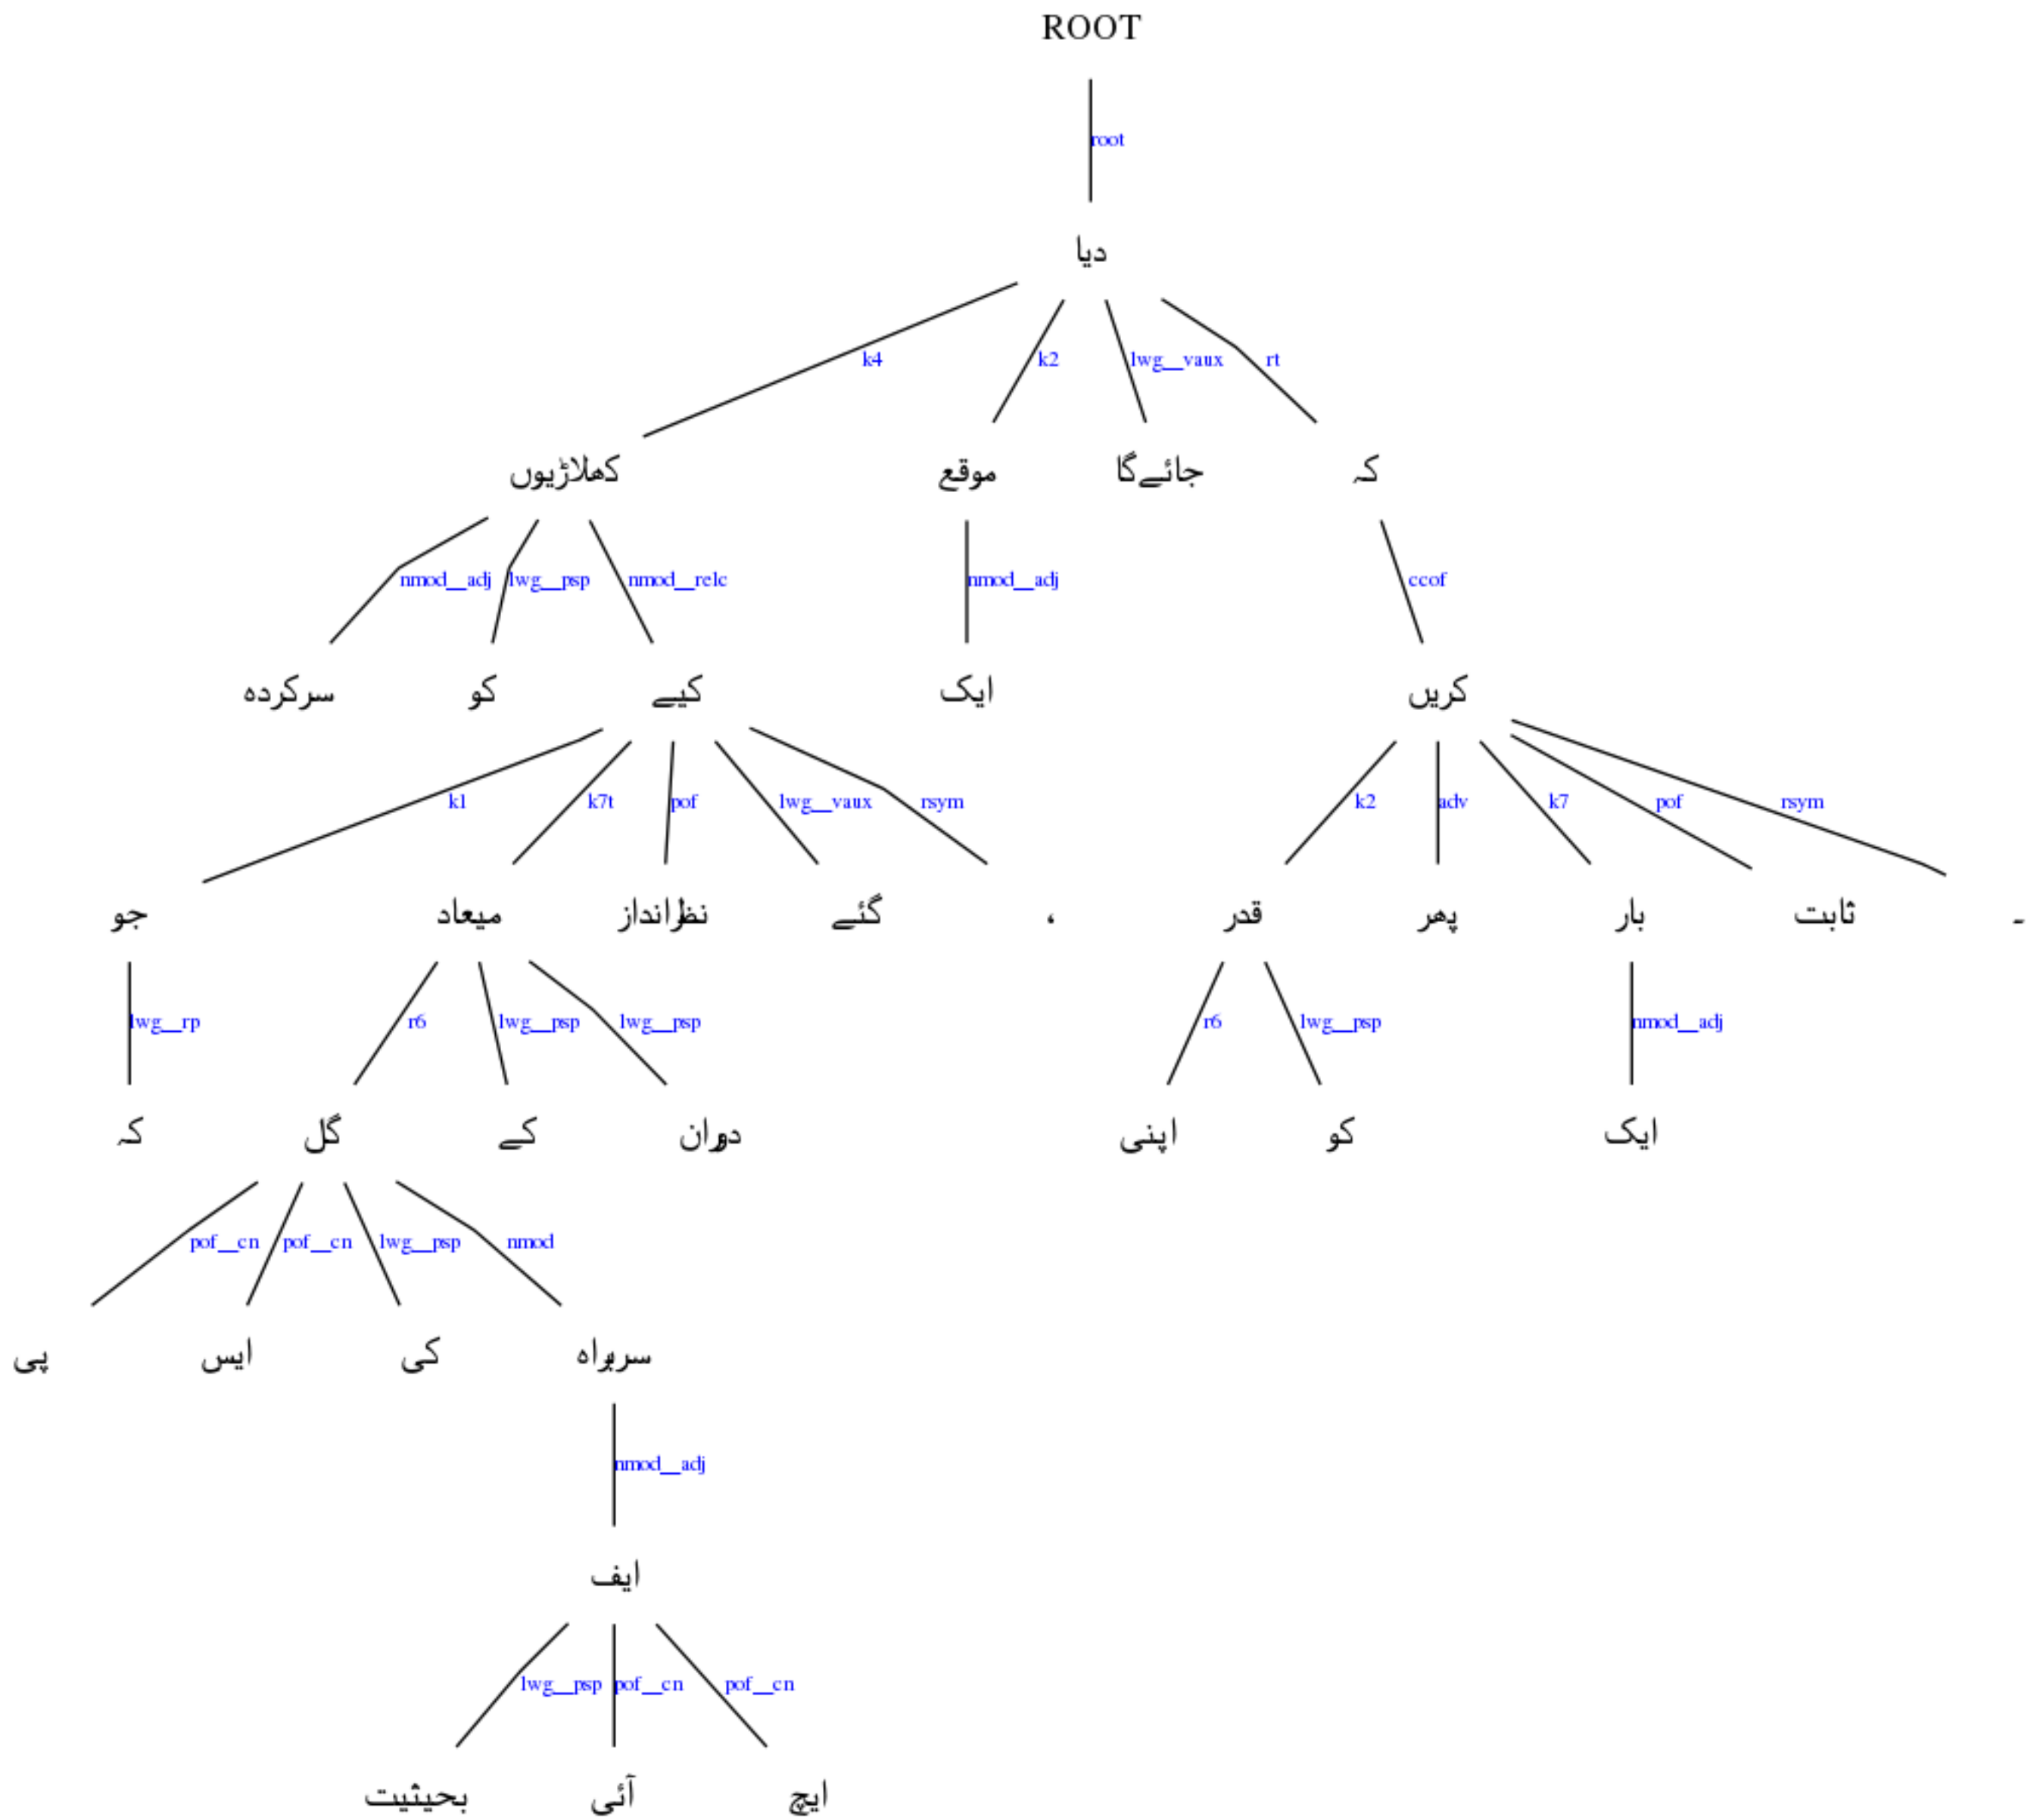 ROOT
root
دیا
k4 k2 lwg__vaux rt
کھلاڑیوں موقع جائےگا کہ
nmod__adj lwg__psp nmod__relc nmod__adj ccof
سرکردہ کو کیے ایک کریں
k1 k7t pof lwg__vaux rsym k2 adv k7 pof rsym
جو میعاد نظرانداز گئے ، قدر پھر بار ثابت ۔
lwg__rp r6 lwg__psp lwg__psp r6 lwg__psp nmod__adj
کہ گل کے دوران اپنی کو ایک
pof__cn pof__cn lwg__psp nmod
پی ایس کی سربراہ
nmod__adj
ایف
lwg__psp pof__cn pof__cn
بحیثیت آئی ایچ